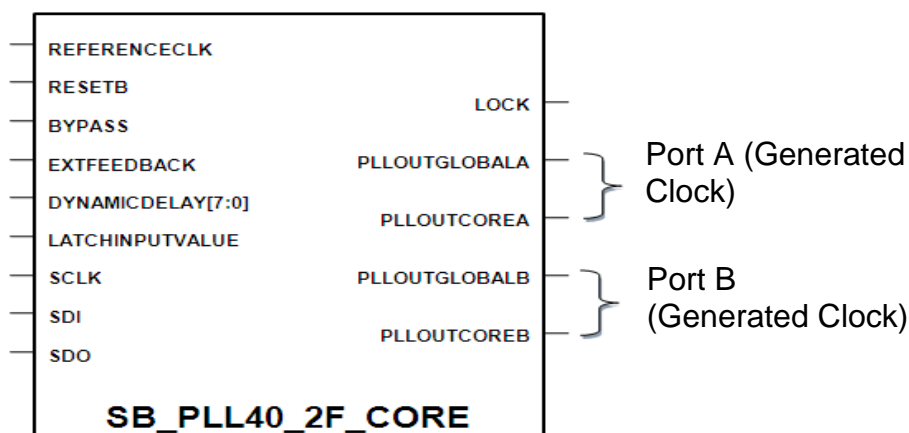 REFERENCECLK
RESETB
BYPASS
EXTFEEDBACK
DYNAMICDELAY[7:0]
LATCHINPUTVALUE
SCLK
SDI
SDO
LOCK
PLLOUTGLOBALA
PLLOUTCOREA
PLLOUTGLOBALB
PLLOUTCOREB
Port A (Generated
Clock)
Port B
(Generated Clock)
SB_PLL40_2F_CORE